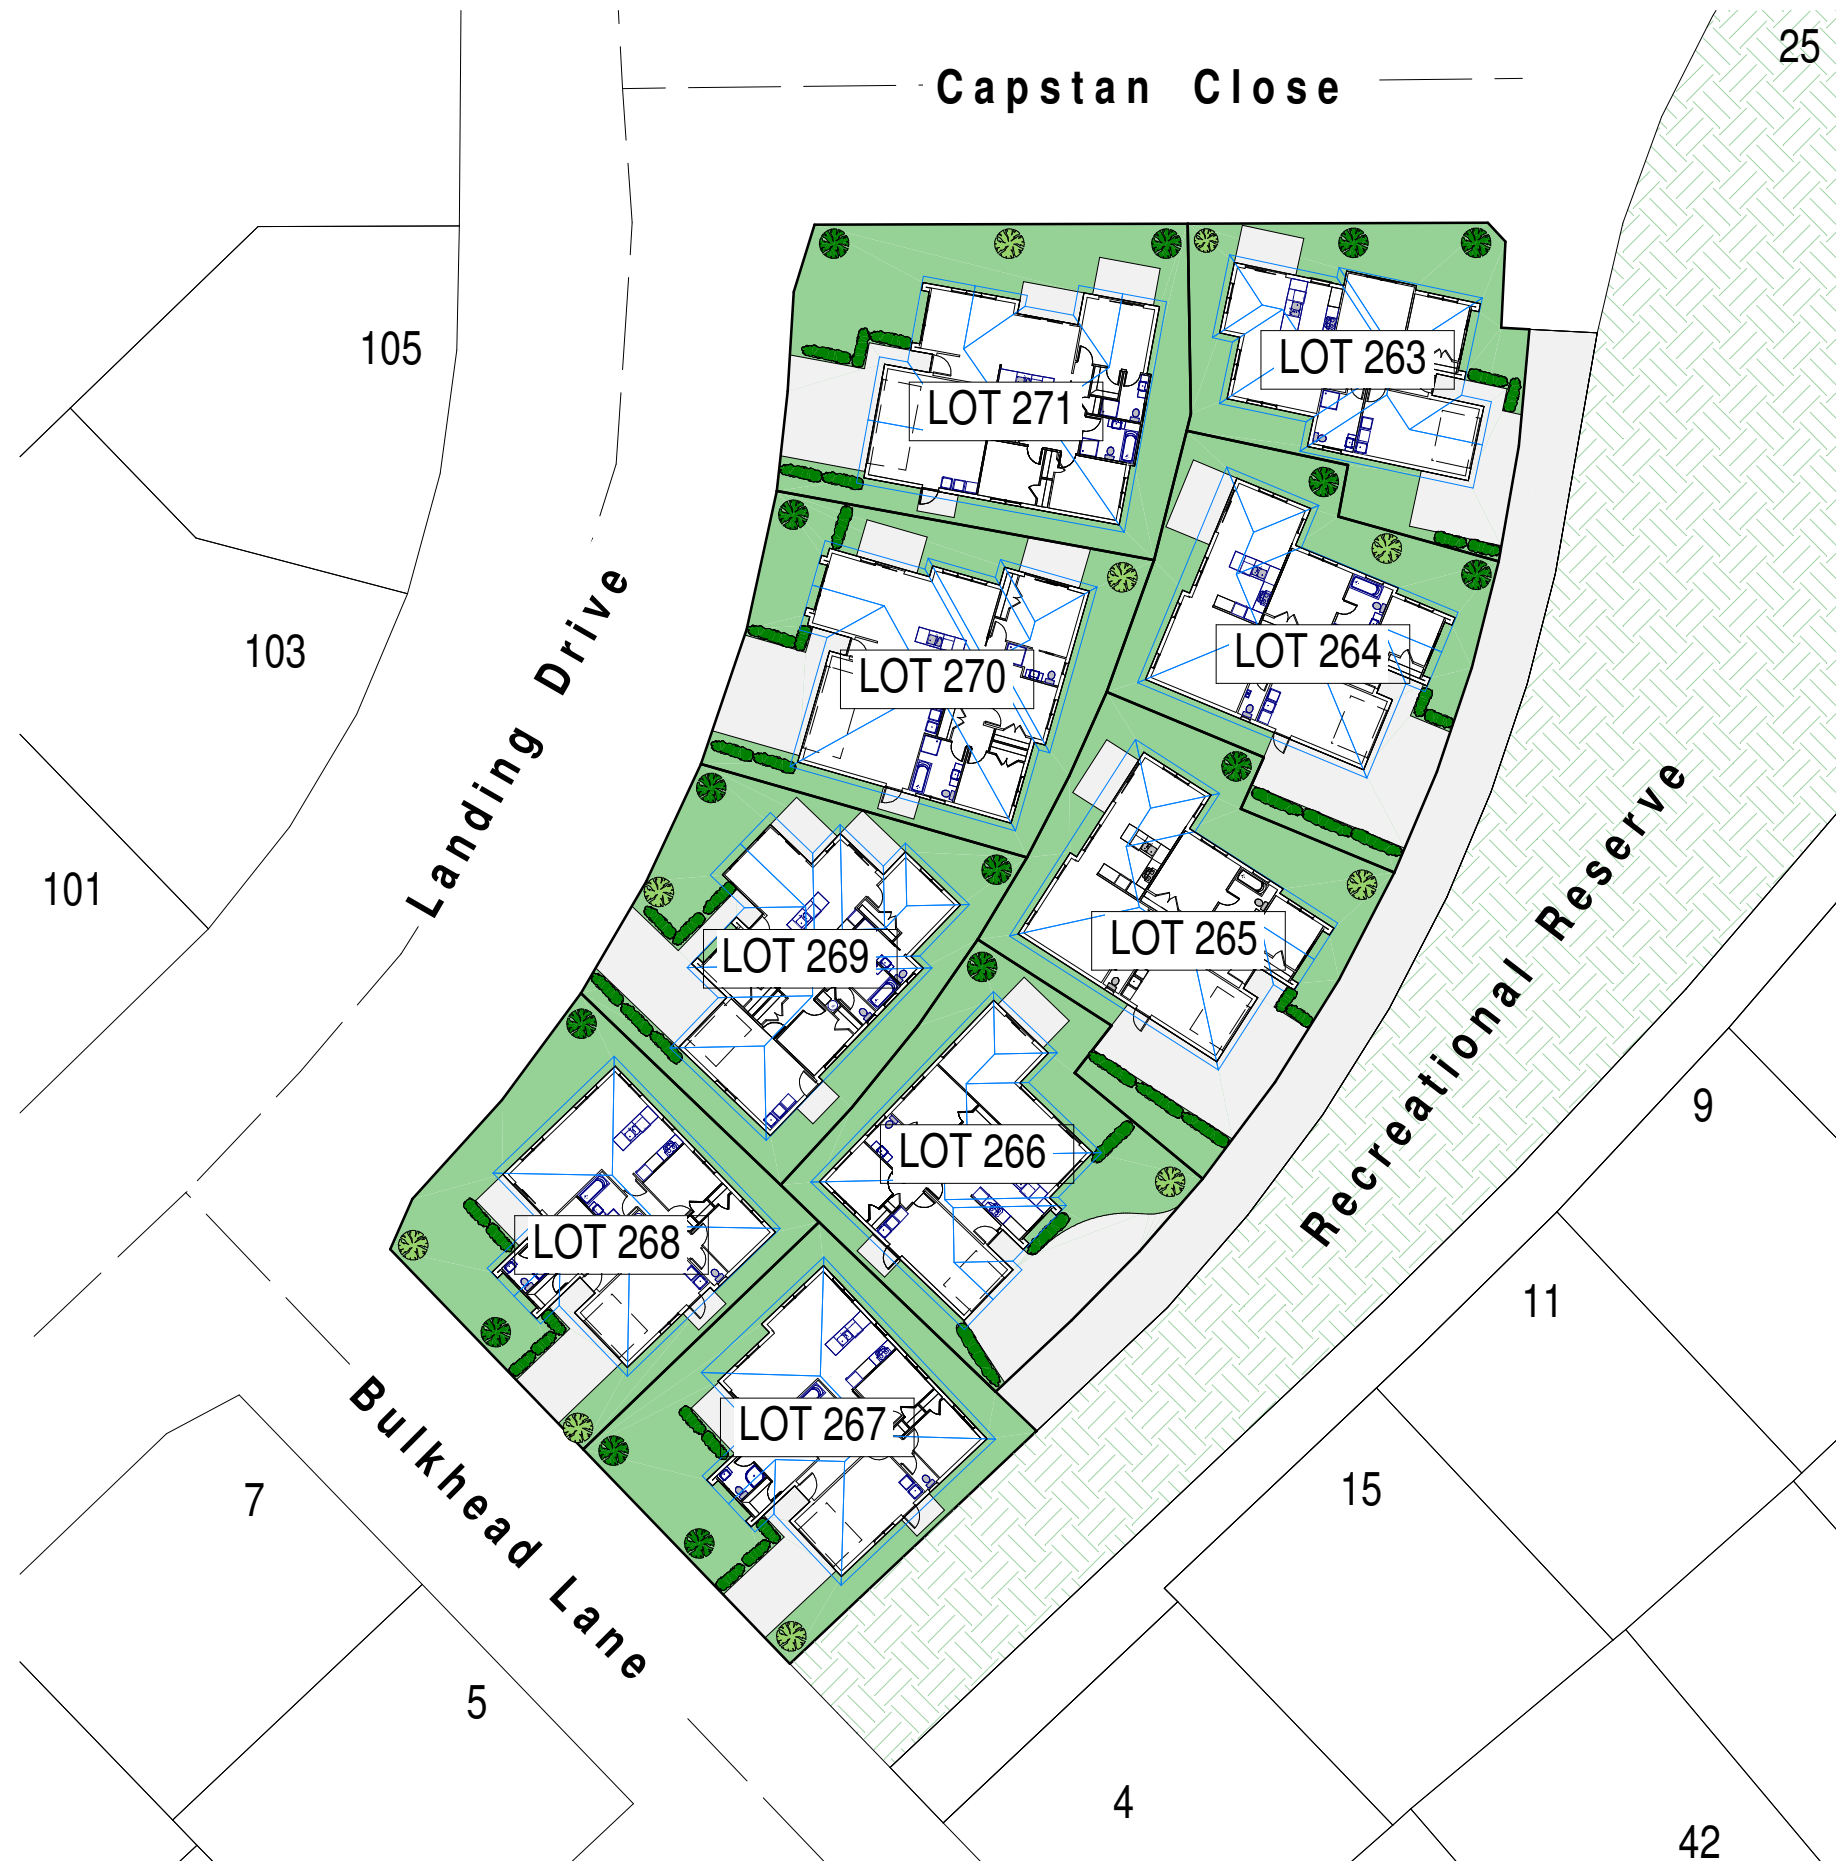 25
Capstan Close
105
LOT 263
LOT 271
103
Landing Drive
LOT 264
LOT 270
101
LOT 265
LOT 269
Recreational Reserve
9
LOT 266
LOT 268
11
LOT 267
15
7
Bulkhead Lane
5
4
42